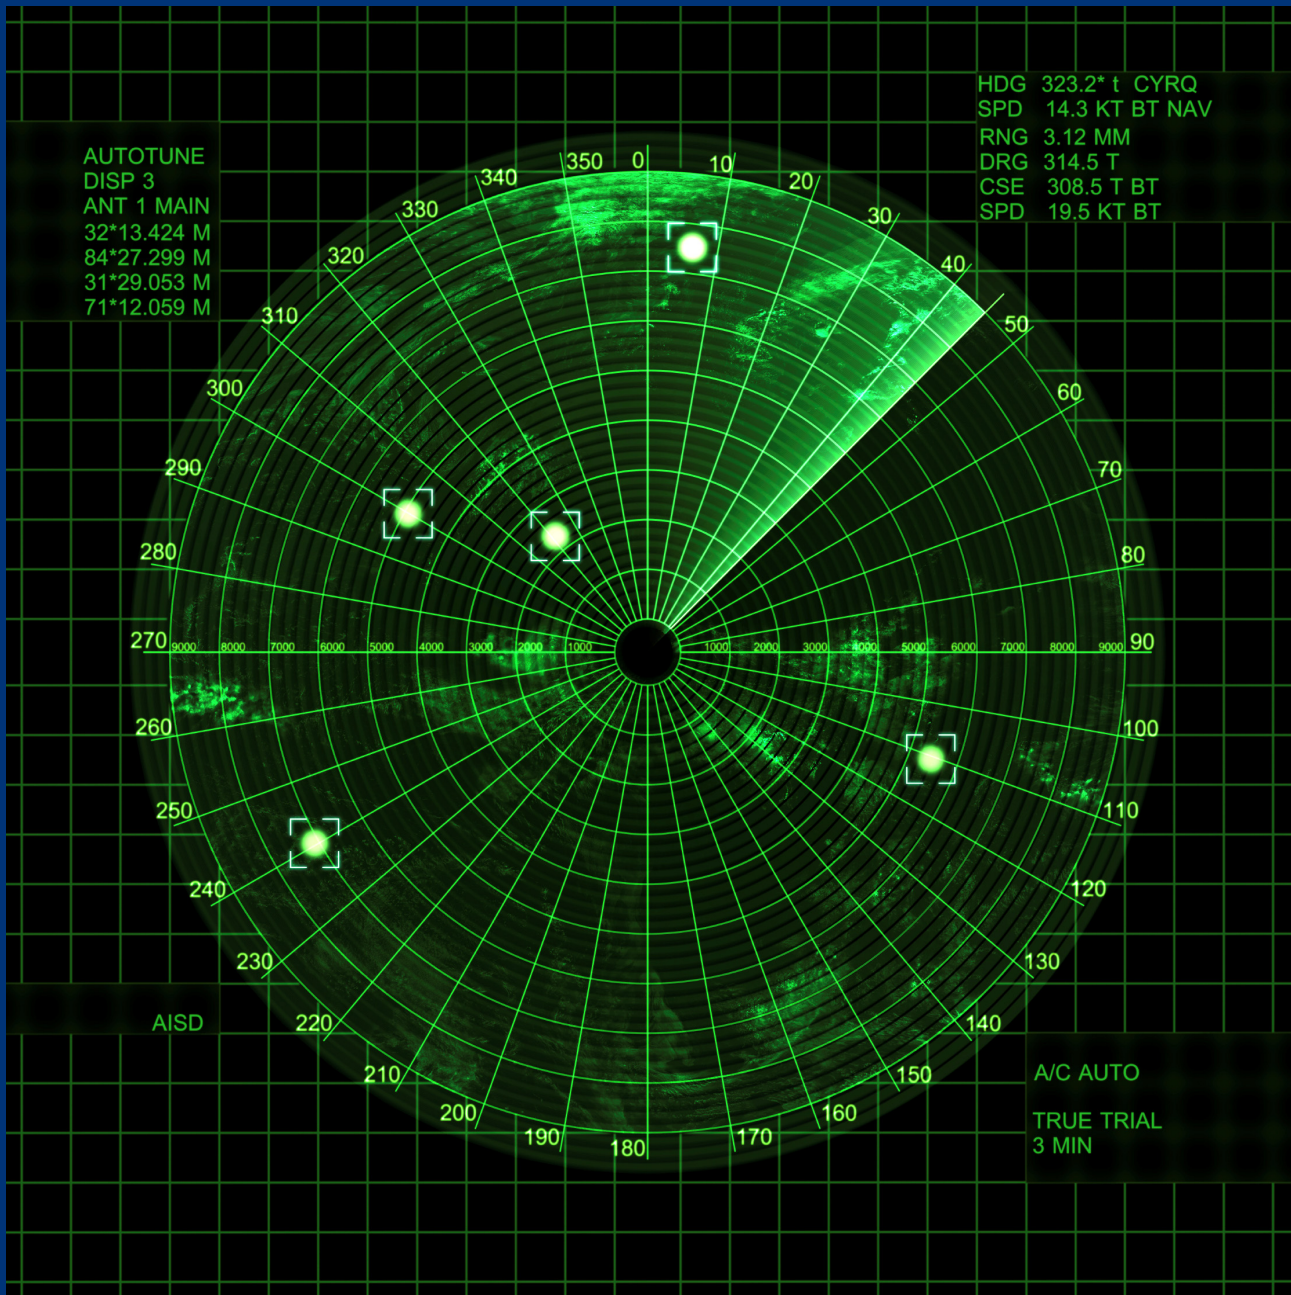 HDG 323.2* t CYRQ
SPD 14.3 KT BT NAV
RNG 3.12 MM
DRG 314.5 T
CSE 308.5 T BT
SPD 19.5 KT BT
AUTOTUNE
DISP 3
ANT 1 MAIN
32*13.424 M
84*27.299 M
31*29.053 M
71*12.059 M
0
10
20
30
40
50
60
70
80
90
100
110
120
130
140
150
160
170
180
190
200
210
220
230
240
250
260
270
280
290
300
310
320
330
340
350
9000 8000 7000 6000 5000 4000 3000 2000 1000 1000 2000 3000 4000 5000 6000 7000 8000 9000
AISD
A/C AUTO
TRUE TRIAL
3 MIN